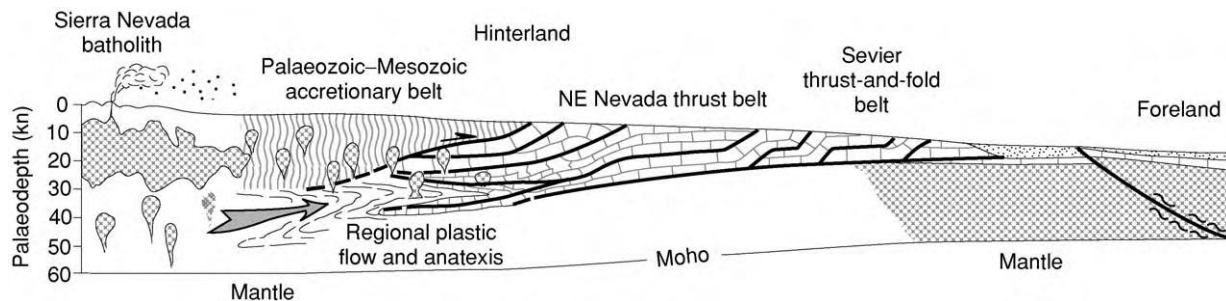 Sierra Nevada
batholith
Hinterland
Palaeozoic–Mesozoic
accretionary belt
NE Nevada thrust belt
Sevier
thrust-and-fold
belt
Foreland
Palaeodepth (kn)
0
10
20
30
40
50
60
Regional plastic
flow and anatexis
Moho
Mantle
Mantle